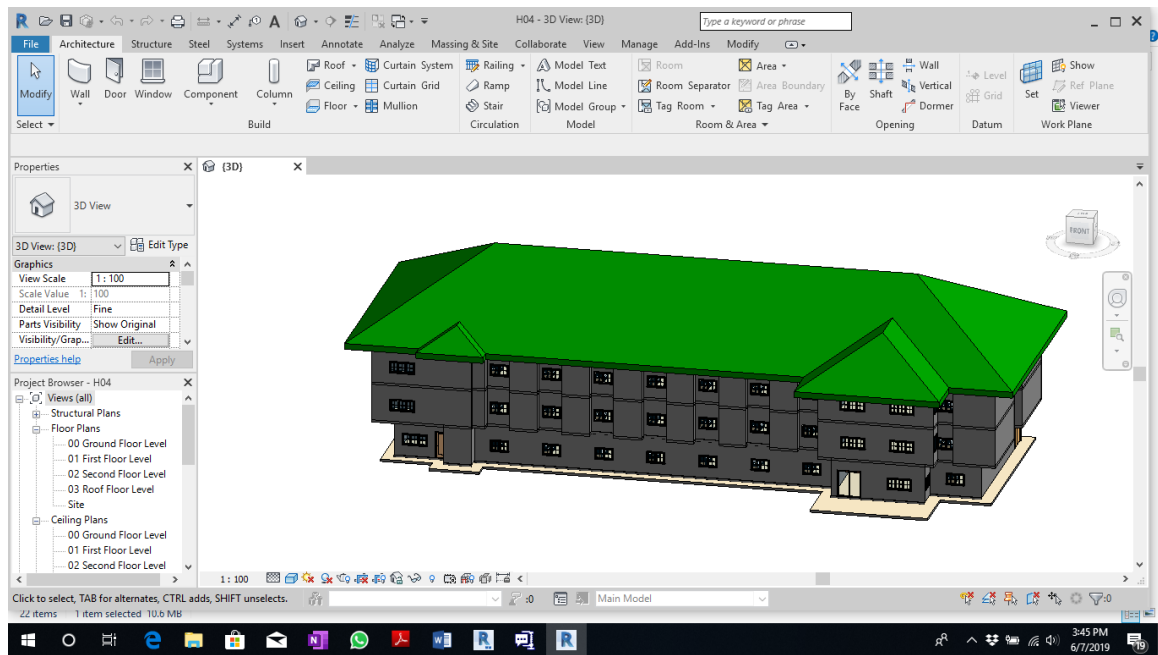 H04 - 3D View: {3D}
Type a keyword or phrase
File Architecture Structure Steel Systems Insert Annotate Analyze Massing & Site Collaborate View Manage Add-Ins Modify
Modify Wall Door Window Component Column
Roof Curtain System Railing Model Text Room Area Wall Level Show
Ceiling Curtain Grid Ramp Model Line Room Separator Area Boundary By Face Shaft Vertical Grid Set Ref Plane
Floor Mullion Stair Model Group Tag Room Tag Area Dormer Viewer
Select Build Circulation Model Room & Area Opening Datum Work Plane
Properties
{3D}
3D View
3D View: {3D} Edit Type
Graphics
View Scale 1 : 100
Scale Value 1: 100
Detail Level Fine
Parts Visibility Show Original
Visibility/Grap... Edit...
Properties help Apply
FRONT
Project Browser - H04
Views (all)
Structural Plans
Floor Plans
00 Ground Floor Level
01 First Floor Level
02 Second Floor Level
03 Roof Floor Level
Site
Ceiling Plans
00 Ground Floor Level
01 First Floor Level
02 Second Floor Level
1 : 100
Click to select, TAB for alternates, CTRL adds, SHIFT unselects. :0 Main Model :0
22 items 1 item selected 10.6 MB
3:45 PM
6/7/2019
19